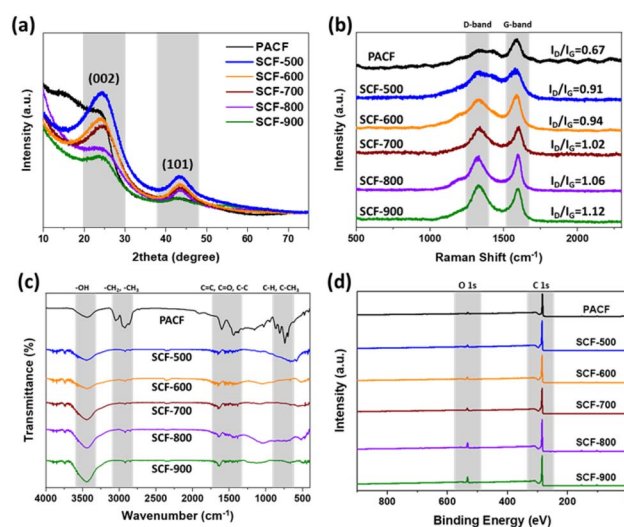 (a)
PACF
SCF-500
SCF-600
SCF-700
SCF-800
SCF-900
(002)
(101)
Intensity (a.u.)
10 20 30 40 50 60 70
2theta (degree)
(b)
D-band G-band
PACF I_D/I_G=0.67
SCF-500 I_D/I_G=0.91
SCF-600 I_D/I_G=0.94
SCF-700 I_D/I_G=1.02
SCF-800 I_D/I_G=1.06
SCF-900 I_D/I_G=1.12
Intensity (a.u.)
500 1000 1500 2000
Raman Shift (cm⁻¹)
(c)
-OH -CH₂, -CH₃ C=C, C=O, C-C C-H, C-CH₃
PACF
SCF-500
SCF-600
SCF-700
SCF-800
SCF-900
Transmittance (%)
4000 3500 3000 2500 2000 1500 1000 500
Wavenumber (cm⁻¹)
(d)
O 1s C 1s
PACF
SCF-500
SCF-600
SCF-700
SCF-800
SCF-900
Intensity (a.u.)
800 600 400 200 0
Binding Energy (eV)